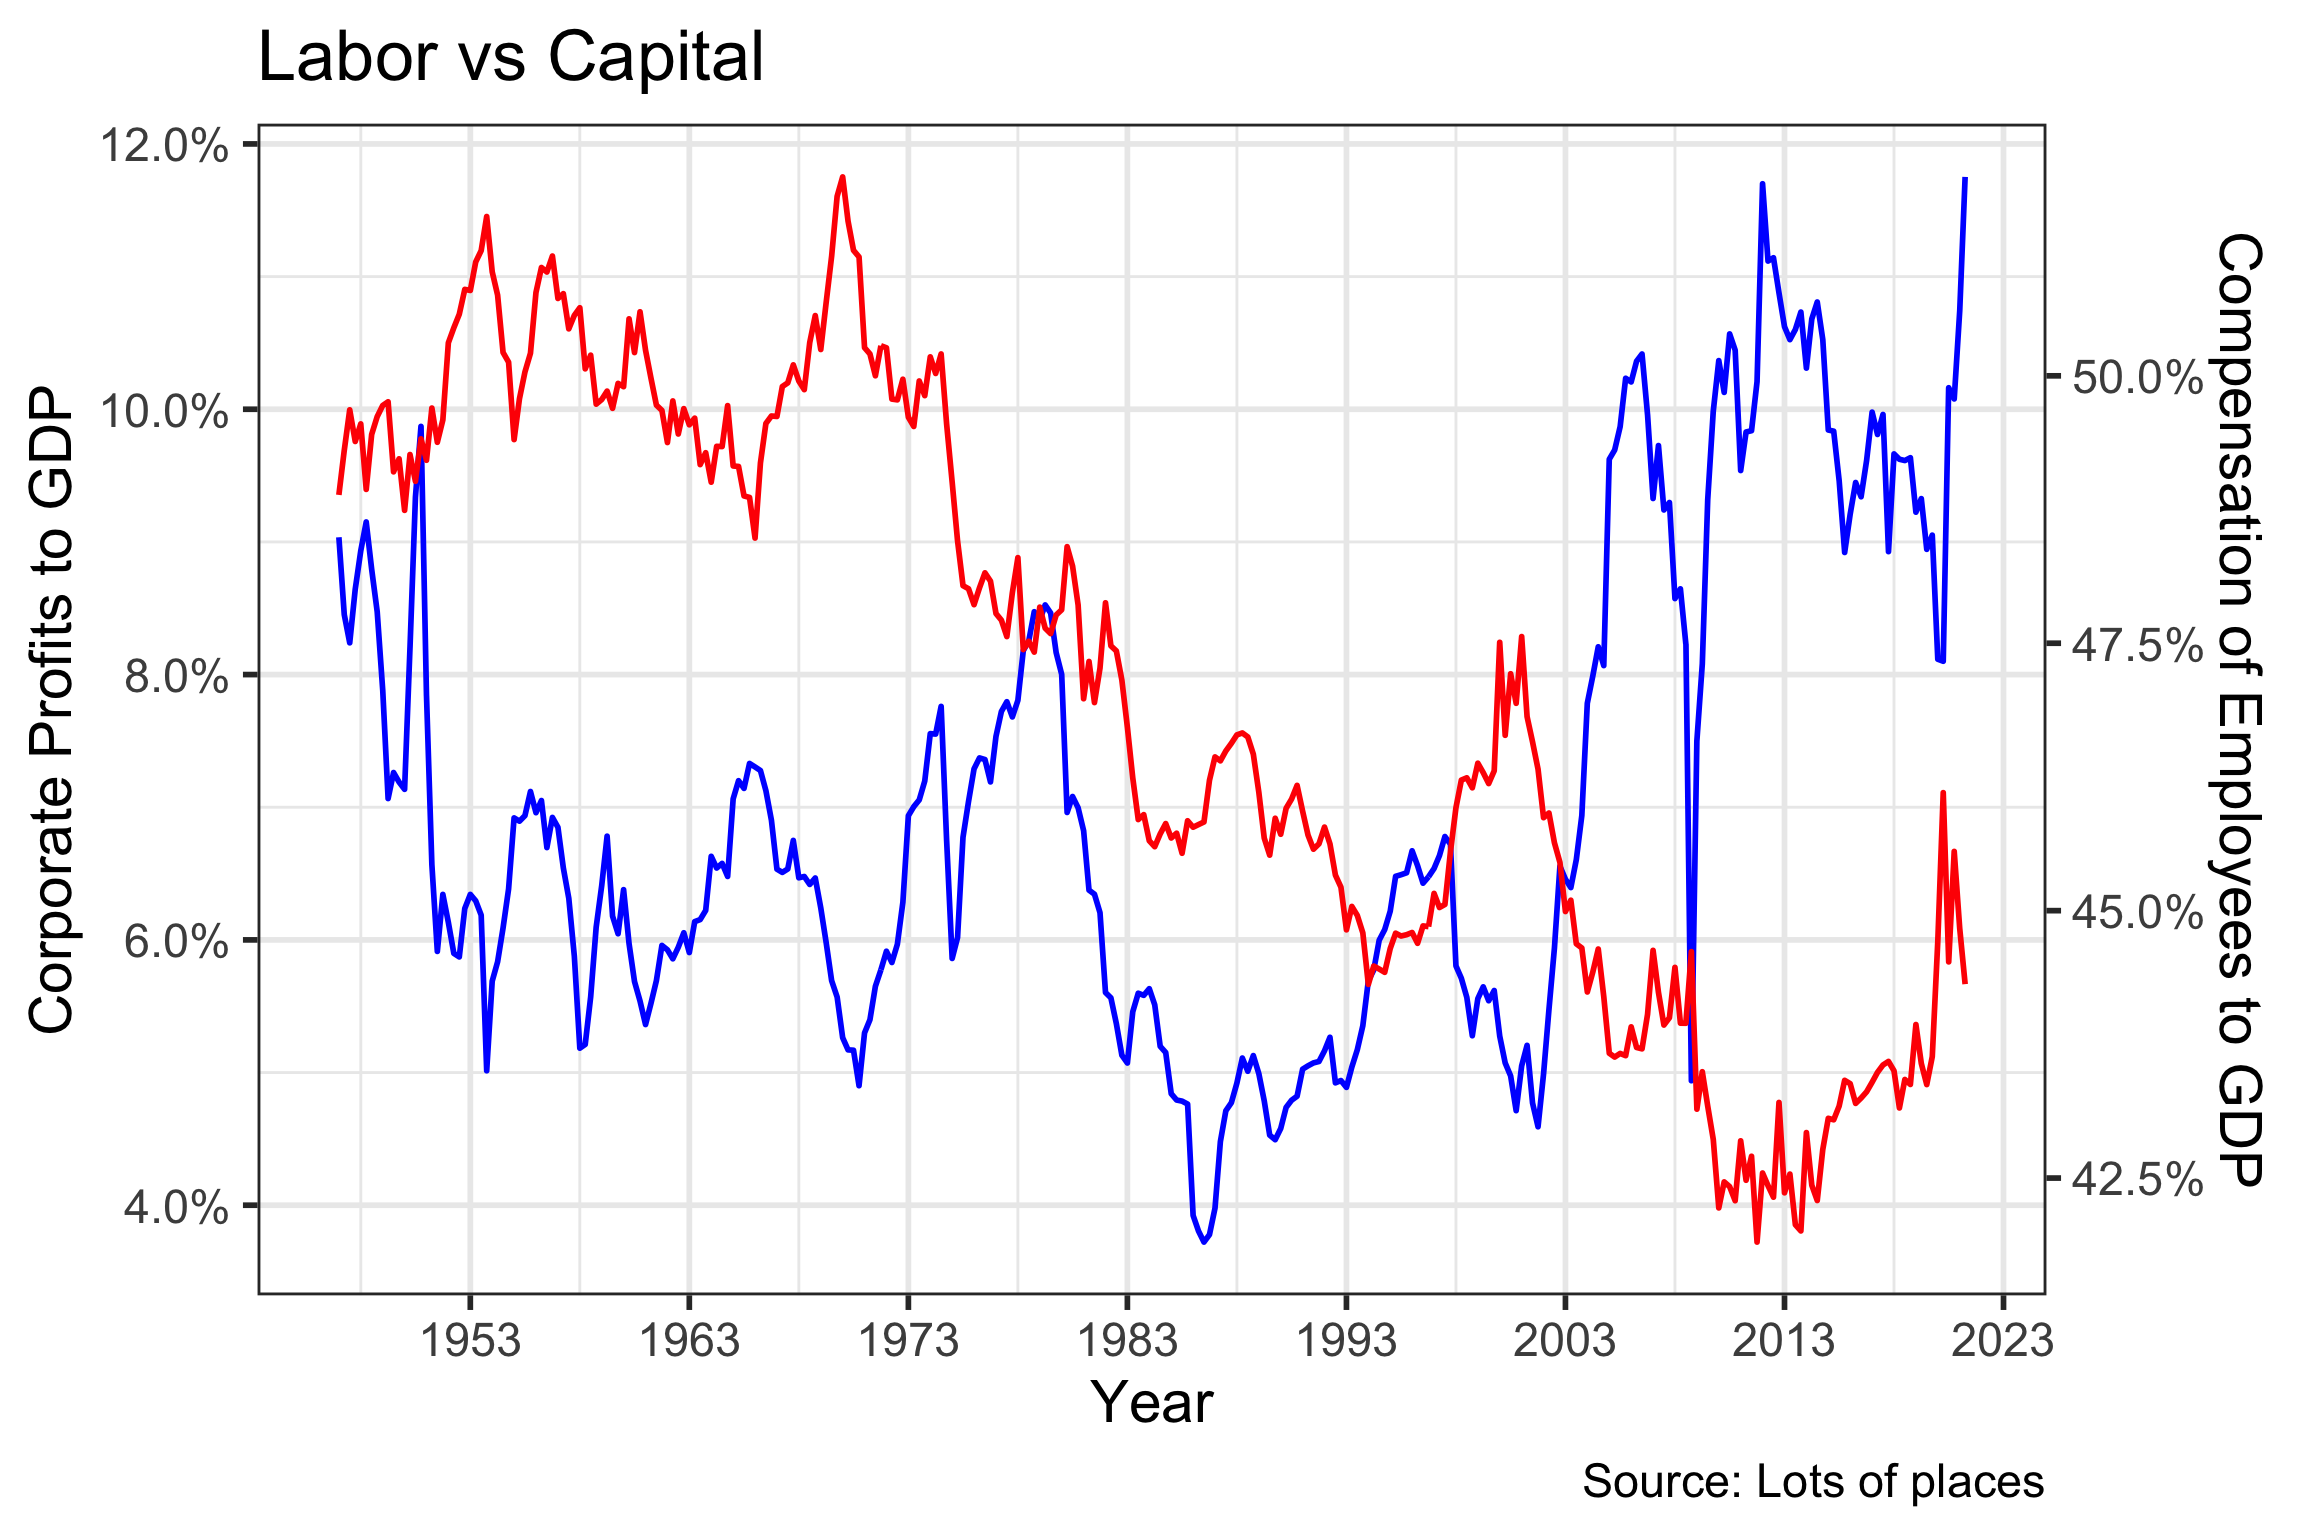 Labor vs Capital
12.0%
10.0%
8.0%
6.0%
4.0%
Corporate Profits to GDP
50.0%
47.5%
45.0%
42.5%
Compensation of Employees to GDP
1953 1963 1973 1983 1993 2003 2013 2023
Year
Source: Lots of places